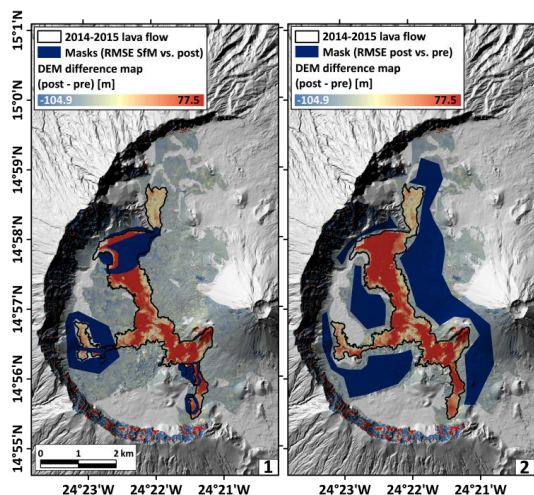 15°1'N
15°0'N
14°59'N
14°58'N
14°57'N
14°56'N
14°55'N
2014-2015 lava flow
Masks (RMSE SfM vs. post)
DEM difference map
(post - pre) [m]
-104.9 77.5
0 1 2 km
1
24°23'W 24°22'W 24°21'W
2014-2015 lava flow
Mask (RMSE post vs. pre)
DEM difference map
(post - pre) [m]
-104.9 77.5
2
24°23'W 24°22'W 24°21'W